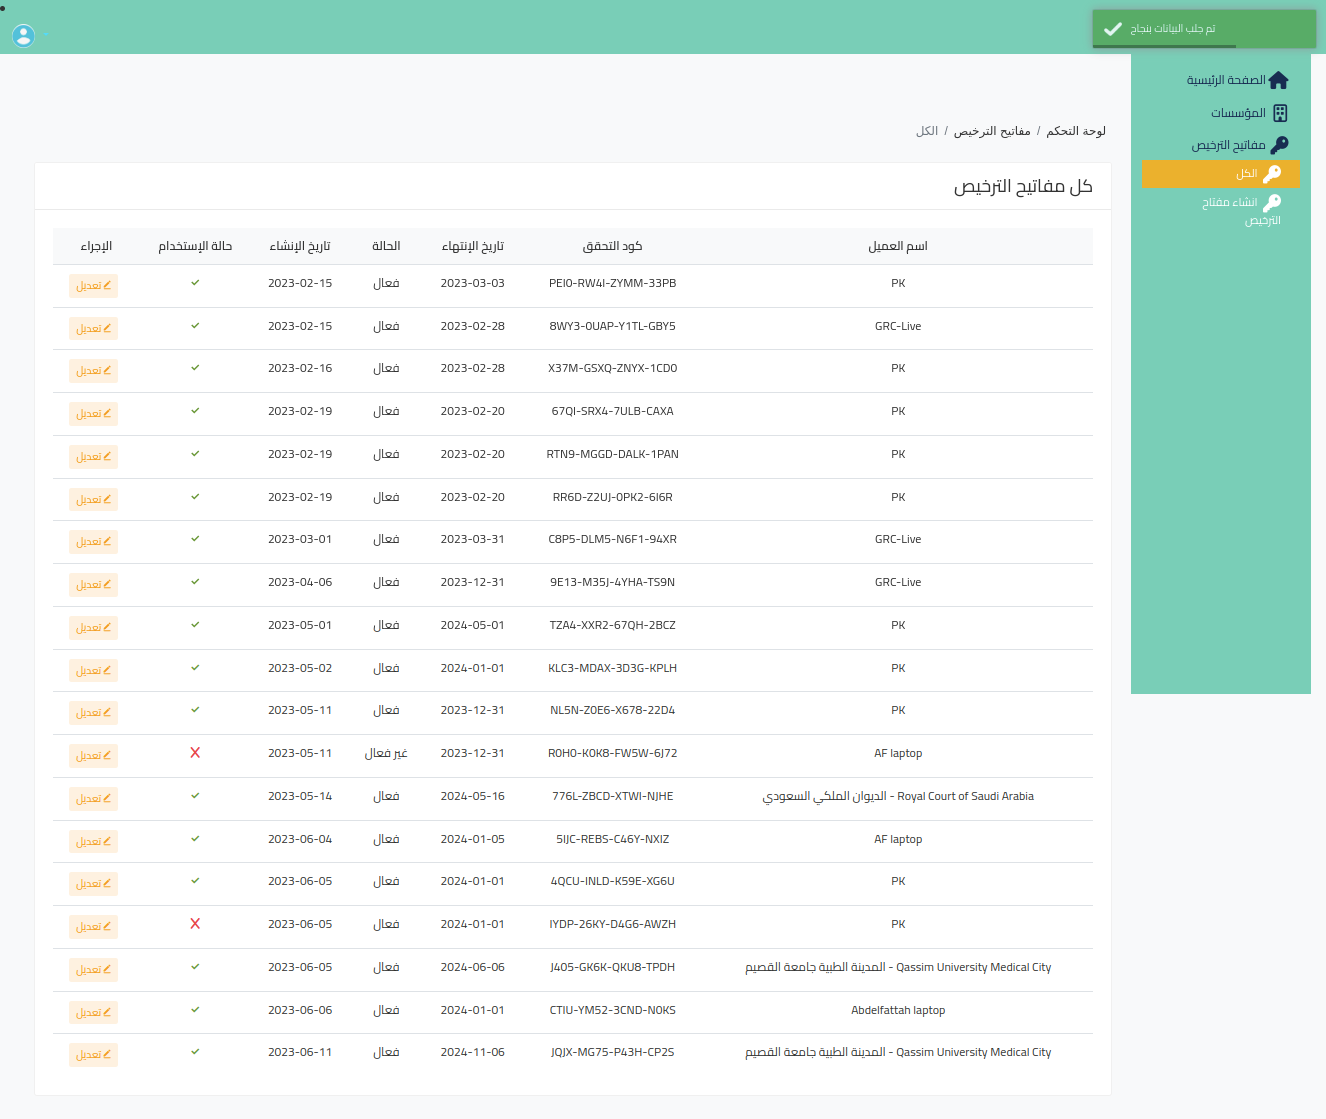 تم جلب البيانات بنجاح
الصفحة الرئيسية
المؤسسات
مفاتيح الترخيص
الكل
انشاء مفتاح
الترخيص
لوحة التحكم / مفاتيح الترخيص / الكل
كل مفاتيح الترخيص
اسم العميل كود التحقق تاريخ الإنتهاء الحالة تاريخ الإنشاء حالة الإستخدام الإجراء
PK PEI0-RW4I-ZYMM-33PB 2023-03-03 فعال 2023-02-15 تعديل
GRC-Live 8WY3-0UAP-Y1TL-GBY5 2023-02-28 فعال 2023-02-15 تعديل
PK X37M-GSXQ-ZNYX-1CD0 2023-02-28 فعال 2023-02-16 تعديل
PK 67QI-SRX4-7ULB-CAXA 2023-02-20 فعال 2023-02-19 تعديل
PK RTN9-MGGD-DALK-1PAN 2023-02-20 فعال 2023-02-19 تعديل
PK RR6D-Z2UJ-0PK2-6I6R 2023-02-20 فعال 2023-02-19 تعديل
GRC-Live C8P5-DLM5-N6F1-94XR 2023-03-31 فعال 2023-03-01 تعديل
GRC-Live 9E13-M35J-4YHA-TS9N 2023-12-31 فعال 2023-04-06 تعديل
PK TZA4-XXR2-67QH-2BCZ 2024-05-01 فعال 2023-05-01 تعديل
PK KLC3-MDAX-3D3G-KPLH 2024-01-01 فعال 2023-05-02 تعديل
PK NL5N-Z0E6-X678-22D4 2023-12-31 فعال 2023-05-11 تعديل
AF laptop R0H0-K0K8-FW5W-6J72 2023-12-31 غير فعال 2023-05-11 تعديل
Royal Court of Saudi Arabia - الديوان الملكي السعودي 776L-ZBCD-XTWI-NJHE 2024-05-16 فعال 2023-05-14 تعديل
AF laptop 5IJC-REBS-C46Y-NXIZ 2024-01-05 فعال 2023-06-04 تعديل
PK 4QCU-INLD-K59E-XG6U 2024-01-01 فعال 2023-06-05 تعديل
PK IYDP-26KY-D4G6-AWZH 2024-01-01 فعال 2023-06-05 تعديل
Qassim University Medical City - المدينة الطبية جامعة القصيم J405-GK6K-QKU8-TPDH 2024-06-06 فعال 2023-06-05 تعديل
Abdelfattah laptop CTIU-YM52-3CND-N0KS 2024-01-01 فعال 2023-06-06 تعديل
Qassim University Medical City - المدينة الطبية جامعة القصيم JQJX-MG75-P43H-CP2S 2024-11-06 فعال 2023-06-11 تعديل